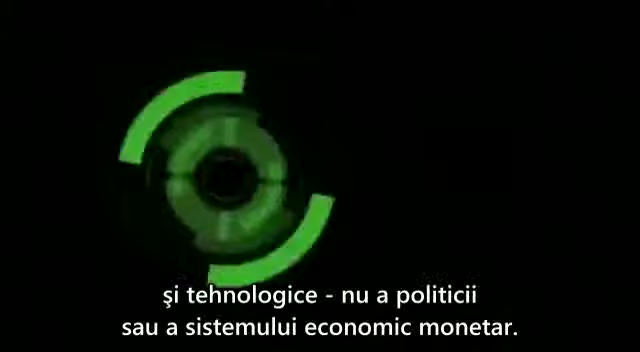 şi tehnologice - nu a politicii
sau a sistemului economic monetar.